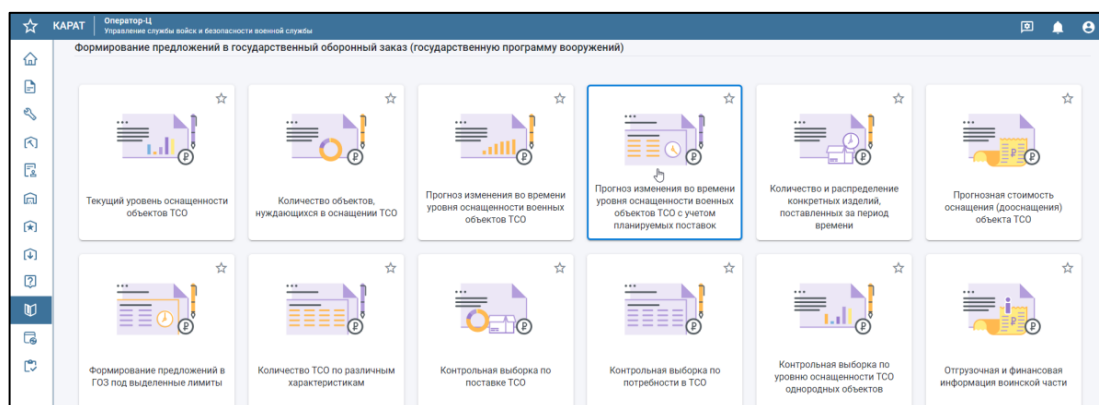 КАРАТ
Оператор-Ц
Управление службы войск и безопасности военной службы
Формирование предложений в государственный оборонный заказ (государственную программу вооружений)
Текущий уровень оснащенности
объектов ТСО
Количество объектов,
нуждающихся в оснащении ТСО
Прогноз изменения во времени
уровня оснащенности военных
объектов ТСО
Прогноз изменения во времени
уровня оснащенности военных
объектов ТСО с учетом
планируемых поставок
Количество и распределение
конкретных изделий,
поставленных за период
времени
Прогнозная стоимость
оснащения (дооснащения)
объекта ТСО
Формирование предложений в
ГОЗ под выделенные лимиты
Количество ТСО по различным
характеристикам
Контрольная выборка по
поставке ТСО
Контрольная выборка по
потребности в ТСО
Контрольная выборка по
уровню оснащенности ТСО
однородных объектов
Отгрузочная и финансовая
информация воинской части